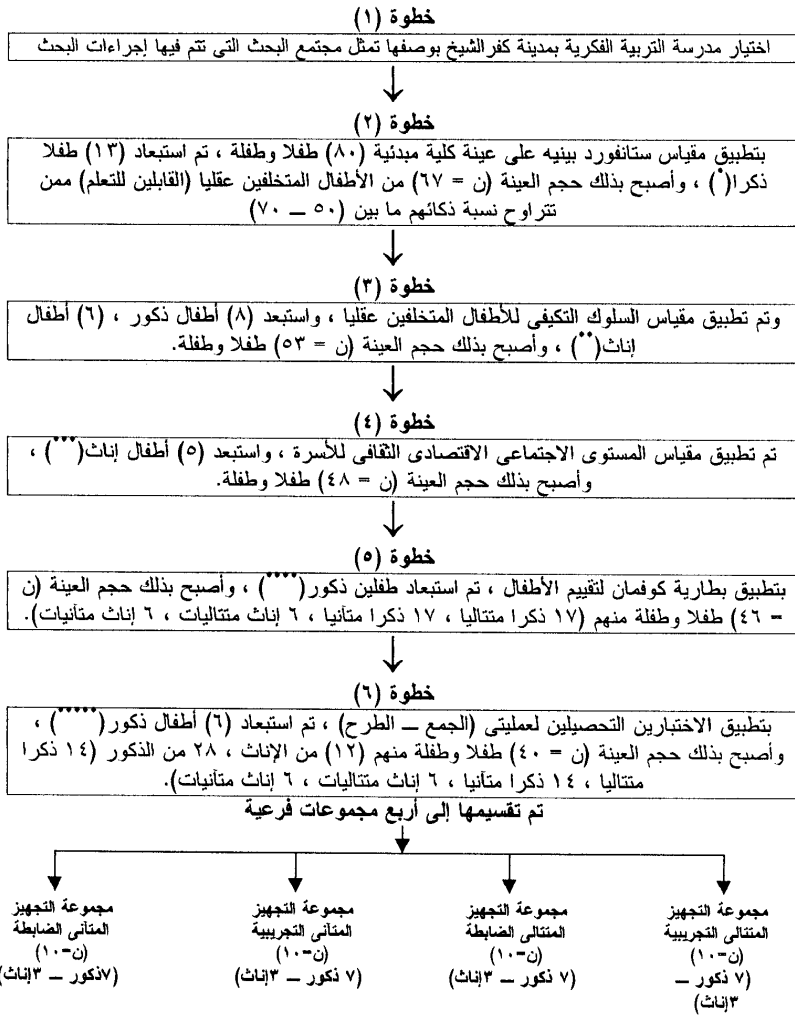 خطوة (١)
اختيار مدرسة التربية الفكرية بمدينة كفرالشيخ بوصفها تمثل مجتمع البحث التى تتم فيها إجراءات البحث
خطوة (٢)
بتطبيق مقياس ستانفورد بينيه على عينة كلية مبدئية (٨٠) طفلا وطفلة ، تم استبعاد (١٣) طفلا
ذكرا(*) ، وأصبح بذلك حجم العينة (ن = ٦٧) من الأطفال المتخلفين عقليا (القابلين للتعلم) ممن
تتراوح نسبة ذكائهم ما بين (٥٠ – ٧٠)
خطوة (٣)
وتم تطبيق مقياس السلوك التكيفى للأطفال المتخلفين عقليا ، واستبعد (٨) أطفال ذكور ، (٦) أطفال
إناث(**) ، وأصبح بذلك حجم العينة (ن = ٥٣) طفلا وطفلة.
خطوة (٤)
تم تطبيق مقياس المستوى الاجتماعى الاقتصادى الثقافى للأسرة ، واستبعد (٥) أطفال إناث(***) ،
وأصبح بذلك حجم العينة (ن = ٤٨) طفلا وطفلة.
خطوة (٥)
بتطبيق بطارية كوفمان لتقييم الأطفال ، تم استبعاد طفلين ذكور(****) ، وأصبح بذلك حجم العينة (ن
= ٤٦) طفلا وطفلة منهم (١٧ ذكرا متتاليا ، ١٧ ذكرا متآنيا ، ٦ إناث متتاليات ، ٦ إناث متآنيات).
خطوة (٦)
بتطبيق الاختبارين التحصيلين لعمليتى (الجمع – الطرح) ، تم استبعاد (٦) أطفال ذكور(*****) ،
وأصبح بذلك حجم العينة (ن = ٤٠) طفلا وطفلة منهم (١٢) من الإناث ، ٢٨ من الذكور (١٤ ذكرا
متتاليا ، ١٤ ذكرا متآنيا ، ٦ إناث متتاليات ، ٦ إناث متآنيات).
تم تقسيمها إلى أربع مجموعات فرعية
مجموعة التجهيز
المتتالى التجريبية
(ن=١٠)
(٧ ذكور –
٣إناث)
مجموعة التجهيز
المتتالى الضابطة
(ن=١٠)
(٧ ذكور – ٣إناث)
مجموعة التجهيز
المتآنى التجريبية
(ن=١٠)
(٧ ذكور – ٣إناث)
مجموعة التجهيز
المتآنى الضابطة
(ن=١٠)
(٧ذكور – ٣إناث)